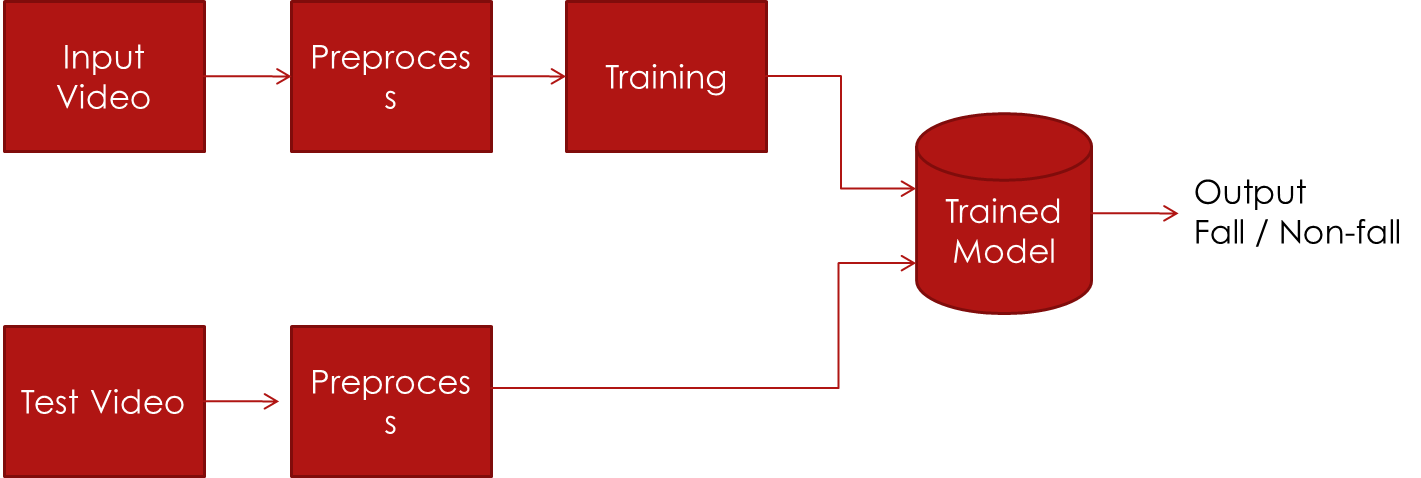 Input
Video
Preproces
s
Training
Trained
Model
Output
Fall / Non-fall
Test Video
Preproces
s